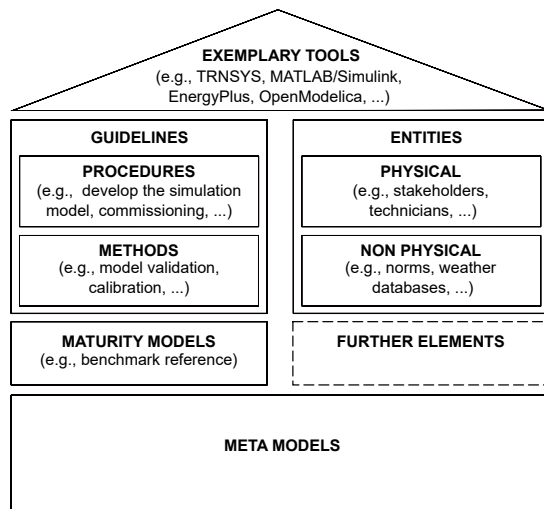 EXEMPLARY TOOLS
(e.g., TRNSYS, MATLAB/Simulink,
EnergyPlus, OpenModelica, ...)
GUIDELINES
PROCEDURES
(e.g.,  develop the simulation
model, commissioning, ...)
METHODS
(e.g., model validation,
calibration, ...)
MATURITY MODELS
(e.g., benchmark reference)
ENTITIES
PHYSICAL
(e.g., stakeholders,
technicians, ...)
NON PHYSICAL
(e.g., norms, weather
databases, ...)
FURTHER ELEMENTS
META MODELS